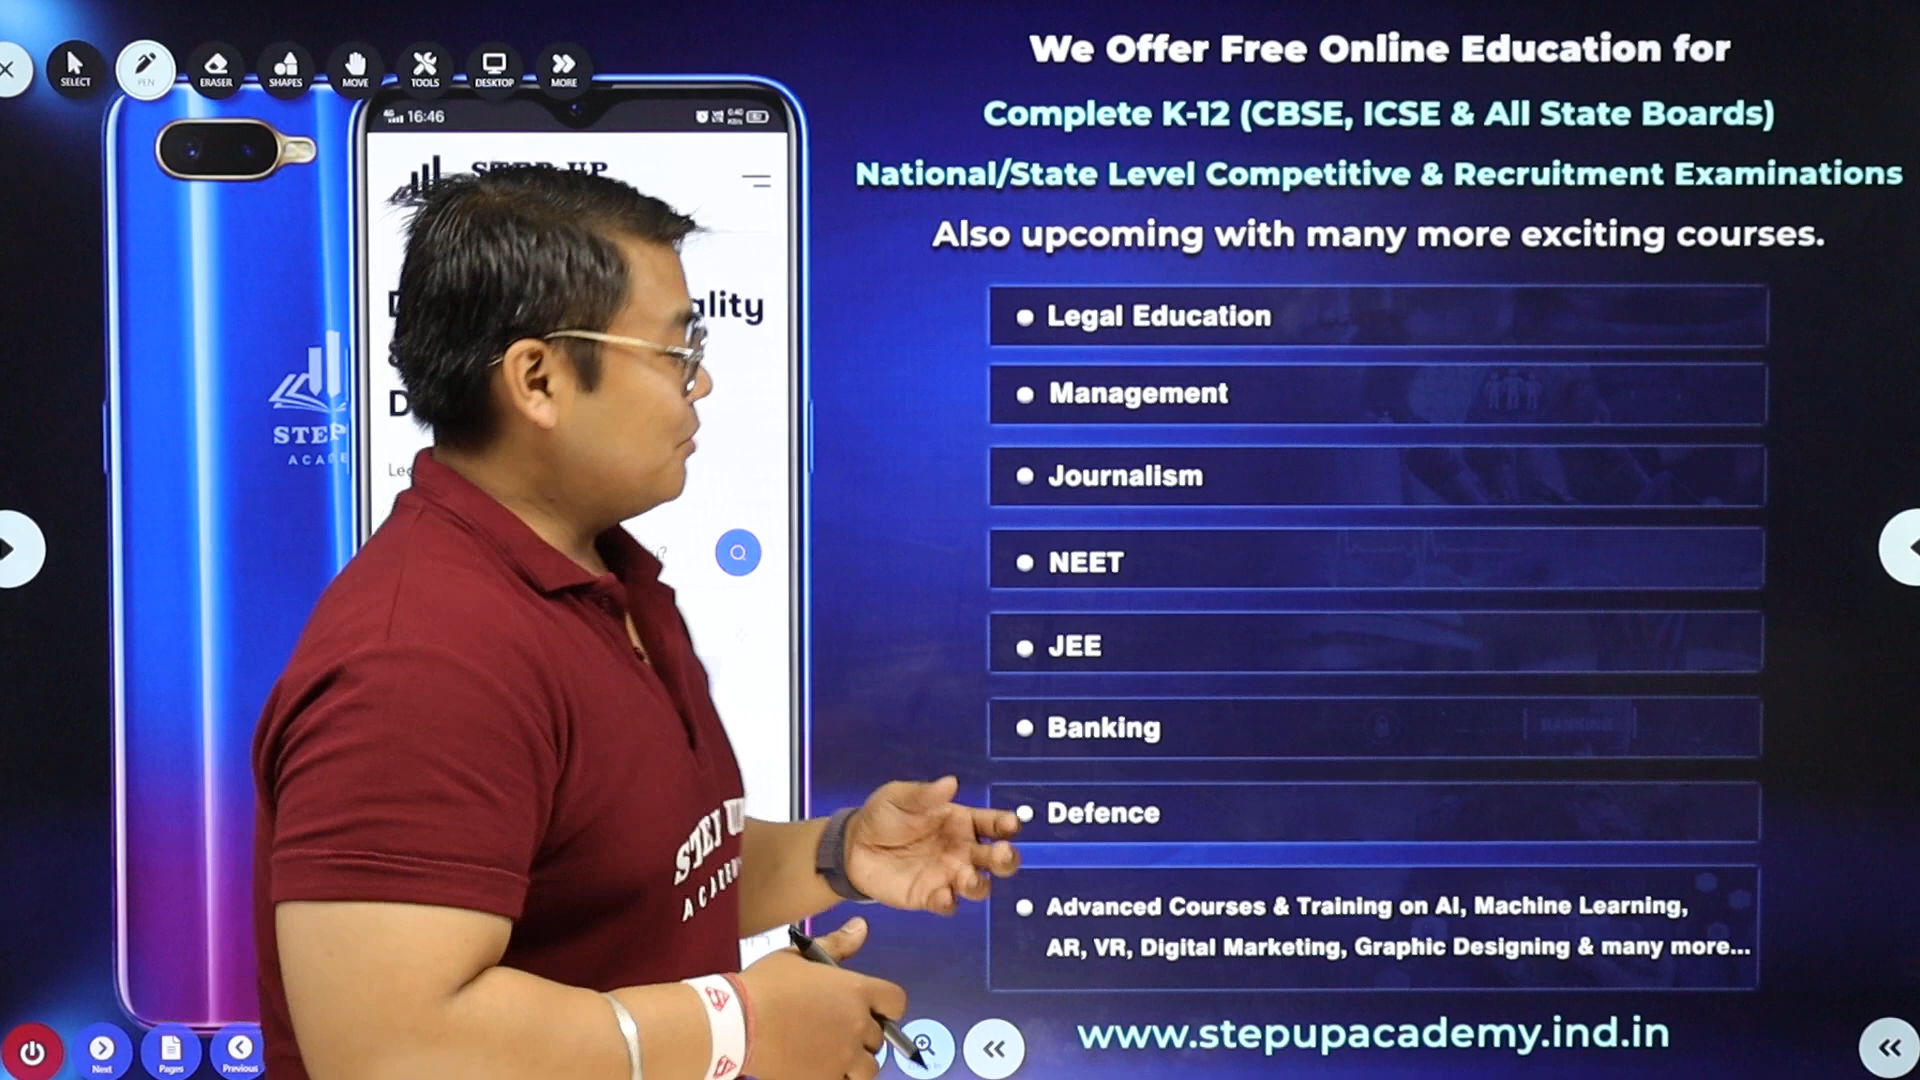 We Offer Free Online Education for
Complete K-12 (CBSE, ICSE & All State Boards)
National/State Level Competitive & Recruitment Examinations
Also upcoming with many more exciting courses.
Legal Education
Management
Journalism
NEET
JEE
Banking
Defence
Advanced Courses & Training on AI, Machine Learning,
AR, VR, Digital Marketing, Graphic Designing & many more...
www.stepupacademy.ind.in
SELECT
PEN
ERASER
SHAPES
MOVE
TOOLS
DESKTOP
MORE
16:46
STEP UP
Next
Pages
Previous